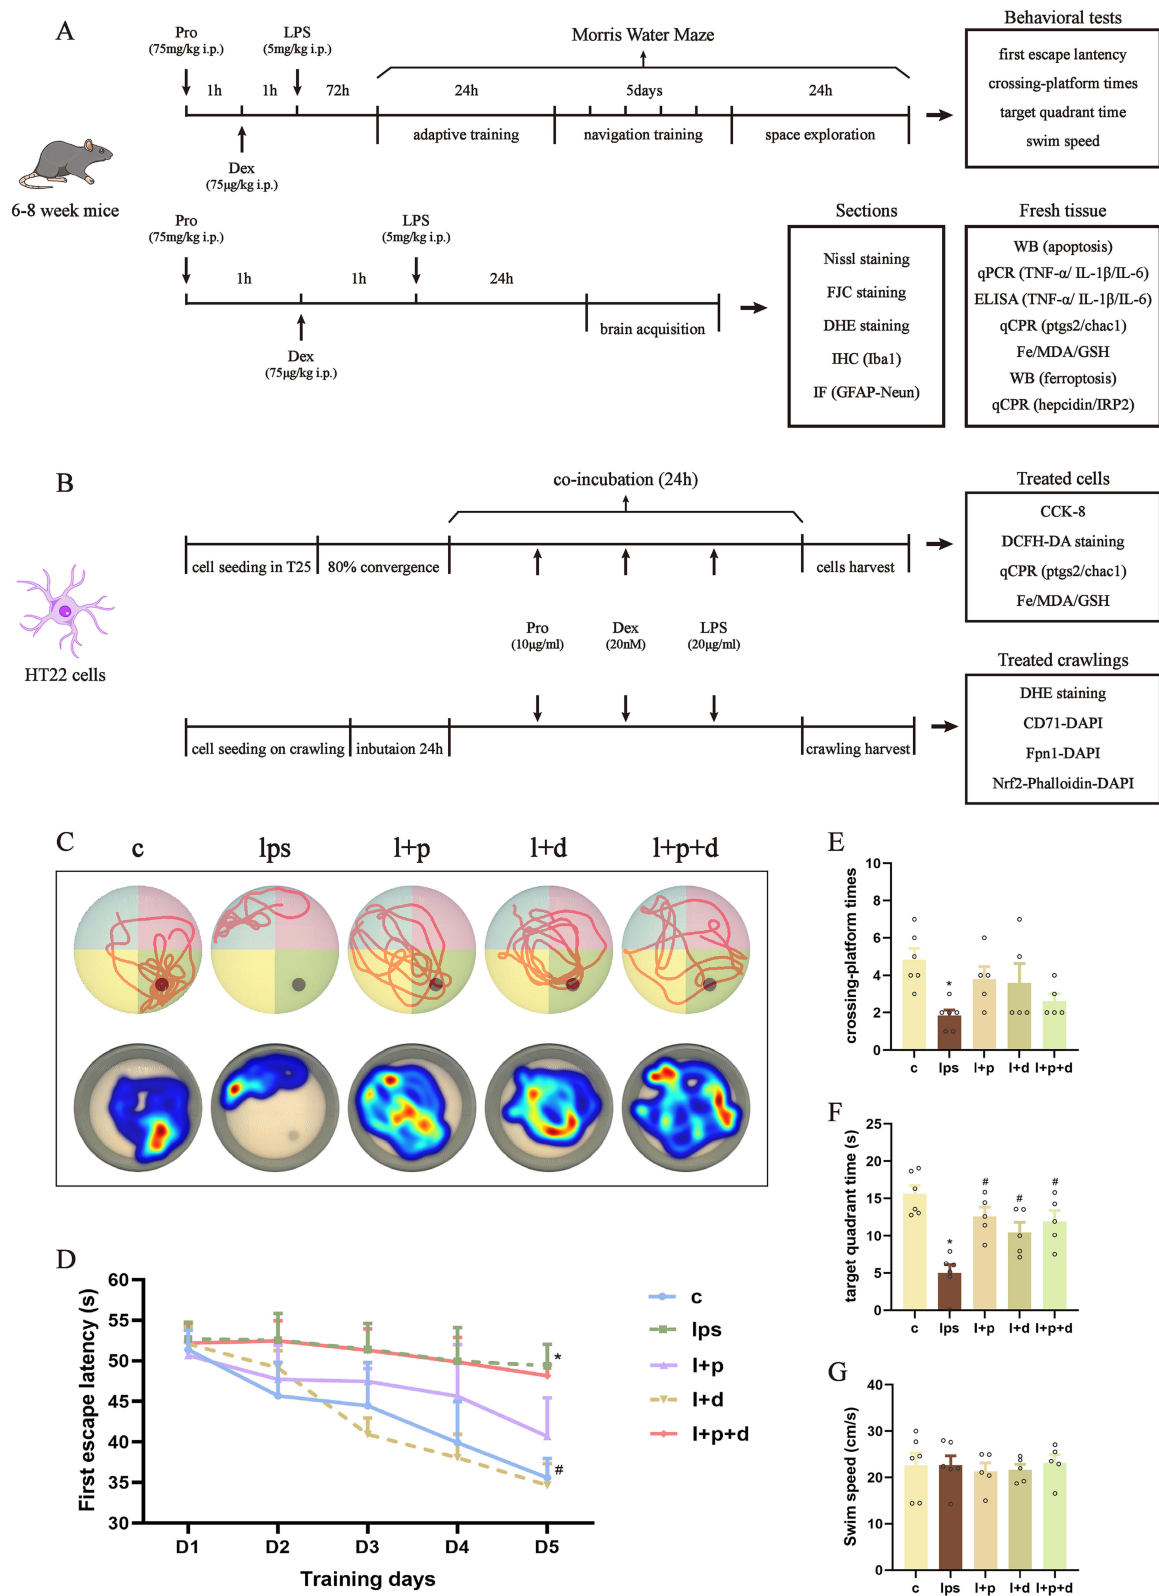 A
Pro
(75mg/kg i.p.)
LPS
(5mg/kg i.p.)
Morris Water Maze
1h
1h
72h
24h
5days
24h
adaptive training
navigation training
space exploration
Dex
(75μg/kg i.p.)
6-8 week mice
Behavioral tests
first escape lantency
crossing-platform times
target quadrant time
swim speed
Pro
(75mg/kg i.p.)
LPS
(5mg/kg i.p.)
1h
1h
24h
brain acquisition
Dex
(75μg/kg i.p.)
Sections
Nissl staining
FJC staining
DHE staining
IHC (Iba1)
IF (GFAP-Neun)
Fresh tissue
WB (apoptosis)
qPCR (TNF-α/ IL-1β/IL-6)
ELISA (TNF-α/ IL-1β/IL-6)
qCPR (ptgs2/chac1)
Fe/MDA/GSH
WB (ferroptosis)
qCPR (hepcidin/IRP2)
B
co-incubation (24h)
cell seeding in T25
80% convergence
cells harvest
Pro
(10μg/ml)
Dex
(20nM)
LPS
(20μg/ml)
HT22 cells
cell seeding on crawling
inbutaion 24h
crawling harvest
Treated cells
CCK-8
DCFH-DA staining
qCPR (ptgs2/chac1)
Fe/MDA/GSH
Treated crawlings
DHE staining
CD71-DAPI
Fpn1-DAPI
Nrf2-Phalloidin-DAPI
C
c
lps
l+p
l+d
l+p+d
D
First escape latency (s)
60
55
50
45
40
35
30
D1
D2
D3
D4
D5
Training days
*
#
c
lps
l+p
l+d
l+p+d
E
crossing-platform times
10
8
6
4
2
0
*
c
lps
l+p
l+d
l+p+d
F
target quadrant time (s)
25
20
15
10
5
0
*
#
#
#
c
lps
l+p
l+d
l+p+d
G
Swim speed (cm/s)
40
30
20
10
0
c
lps
l+p
l+d
l+p+d